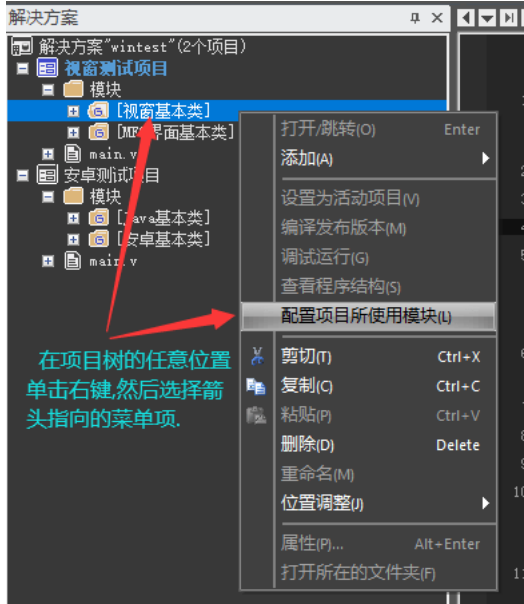 解决方案
解决方案"wintest"(2个项目)
视窗测试项目
模块
[视窗基本类]
界面基本类]
main.v
安卓测试项目
模块
[Java基本类]
[安卓基本类]
main.v
打开/跳转(O) Enter
添加(A)
设置为活动项目(V)
编译发布版本(M)
调试运行(G)
查看程序结构(S)
配置项目所使用模块(L)
剪切(T) Ctrl+X
复制(C) Ctrl+C
粘贴(P) Ctrl+V
删除(D) Delete
重命名(M)
位置调整(J)
属性(P)... Alt+Enter
打开所在的文件夹(F)
在项目树的任意位置
单击右键,然后选择箭
头指向的菜单项.